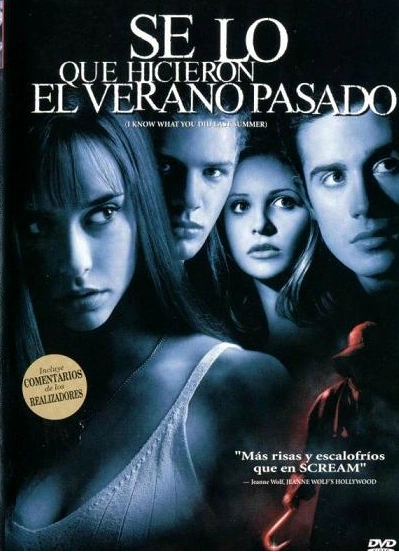 SE LO
QUE HICIERON
EL VERANO PASADO
(I KNOW WHAT YOU DID LAST SUMMER)
Incluye
COMENTARIOS
de los
REALIZADORES
"Más risas y escalofríos
que en SCREAM"
— Jeanne Wolf, JEANNE WOLF'S HOLLYWOOD
DVD
VIDEO